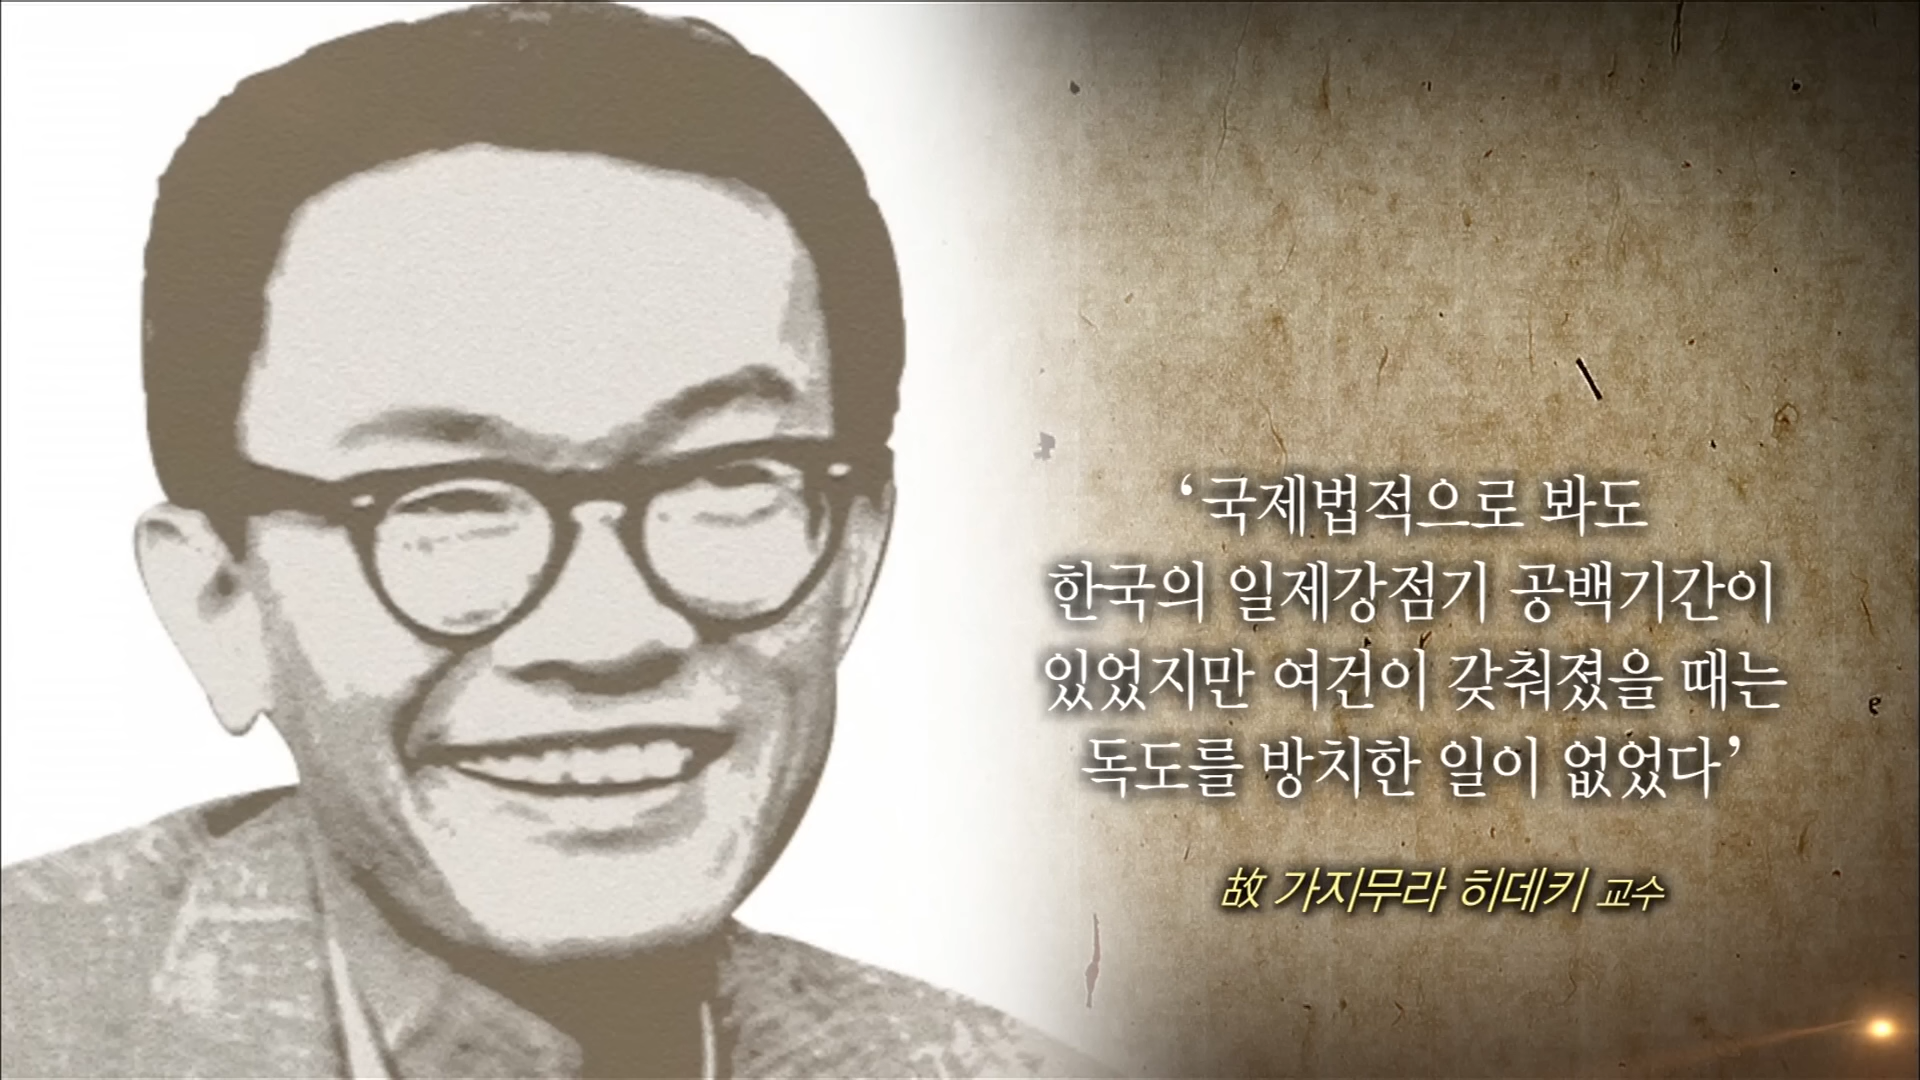 ‘국제법적으로 봐도
한국의 일제강점기 공백기간이
있었지만 여건이 갖춰졌을 때는
독도를 방치한 일이 없었다’
故 가지무라 히데키 교수